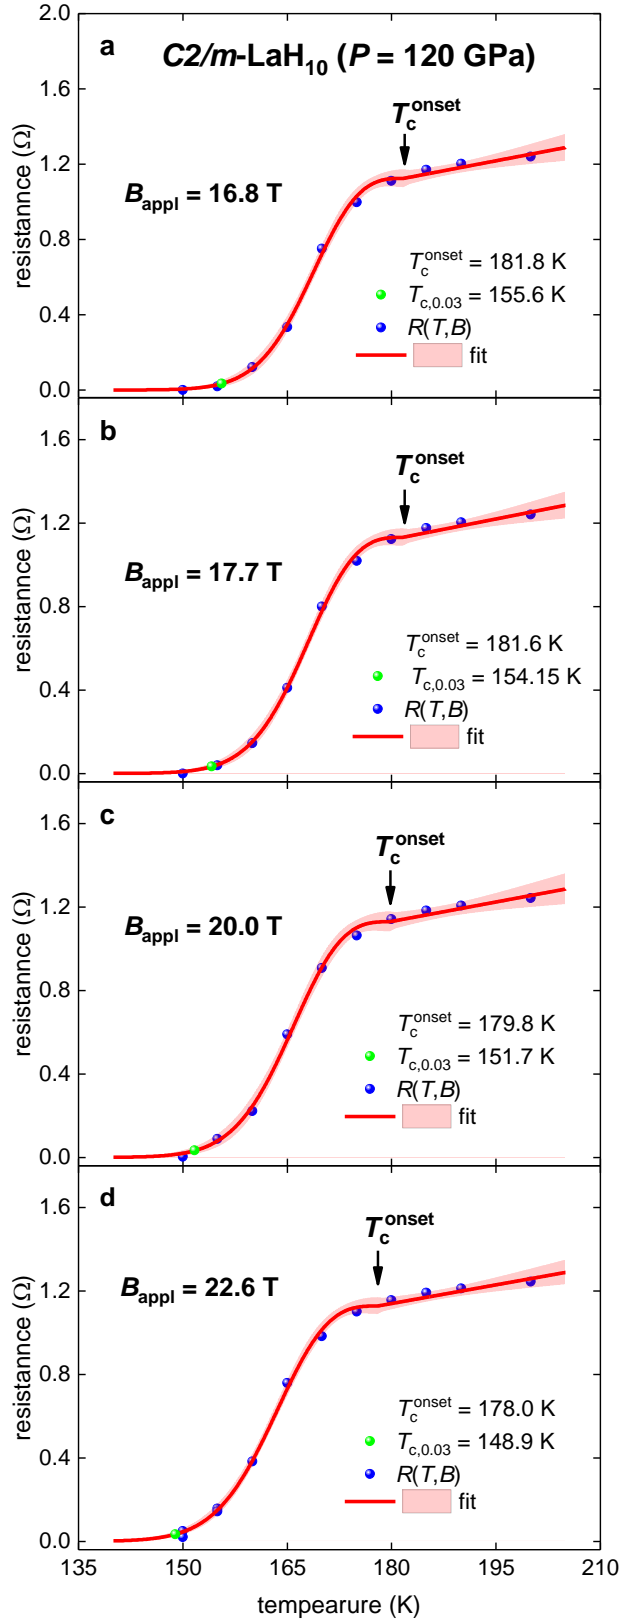 a
C2/m-LaH10 (P = 120 GPa)
Tconset
Bappl = 16.8 T
Tconset = 181.8 K
Tc,0.03 = 155.6 K
R(T,B)
fit
2.0
1.6
1.2
0.8
0.4
0.0
resistannce (Ω)
b
Tconset
Bappl = 17.7 T
Tconset = 181.6 K
Tc,0.03 = 154.15 K
R(T,B)
fit
1.6
1.2
0.8
0.4
0.0
resistannce (Ω)
c
Tconset
Bappl = 20.0 T
Tconset = 179.8 K
Tc,0.03 = 151.7 K
R(T,B)
fit
1.6
1.2
0.8
0.4
0.0
resistannce (Ω)
d
Tconset
Bappl = 22.6 T
Tconset = 178.0 K
Tc,0.03 = 148.9 K
R(T,B)
fit
1.6
1.2
0.8
0.4
0.0
resistannce (Ω)
135 150 165 180 195 210
tempearure (K)